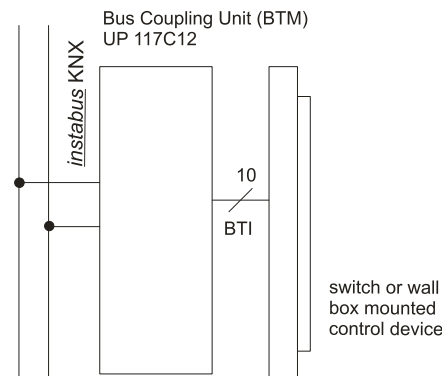 Bus Coupling Unit (BTM)
UP 117C12
instabus KNX
10
BTI
switch or wall
box mounted
control device